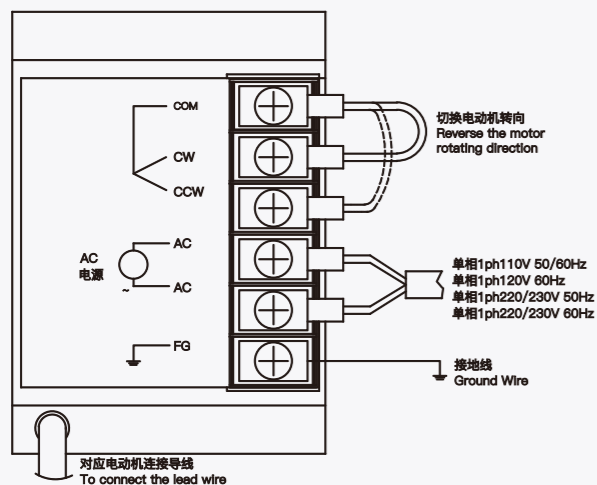 COM
CW
CCW
AC
电源
AC
~
AC
FG
切换电动机转向
Reverse the motor
rotating direction
单相1ph110V 50/60Hz
单相1ph120V 60Hz
单相1ph220/230V 50Hz
单相1ph220/230V 60Hz
接地线
Ground Wire
对应电动机连接导线
To connect the lead wire